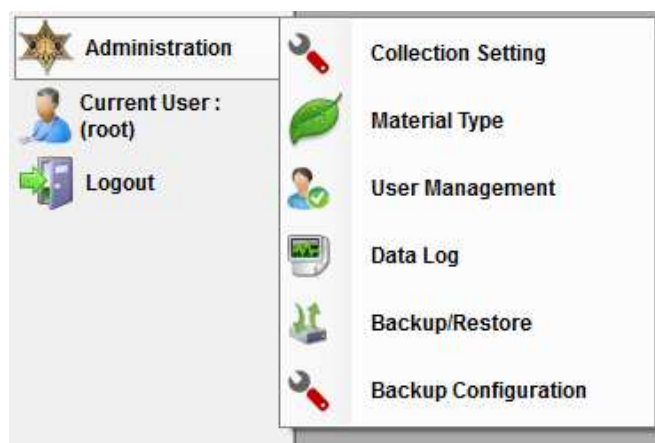 Administration
Current User :
(root)
Logout
Collection Setting
Material Type
User Management
Data Log
Backup/Restore
Backup Configuration